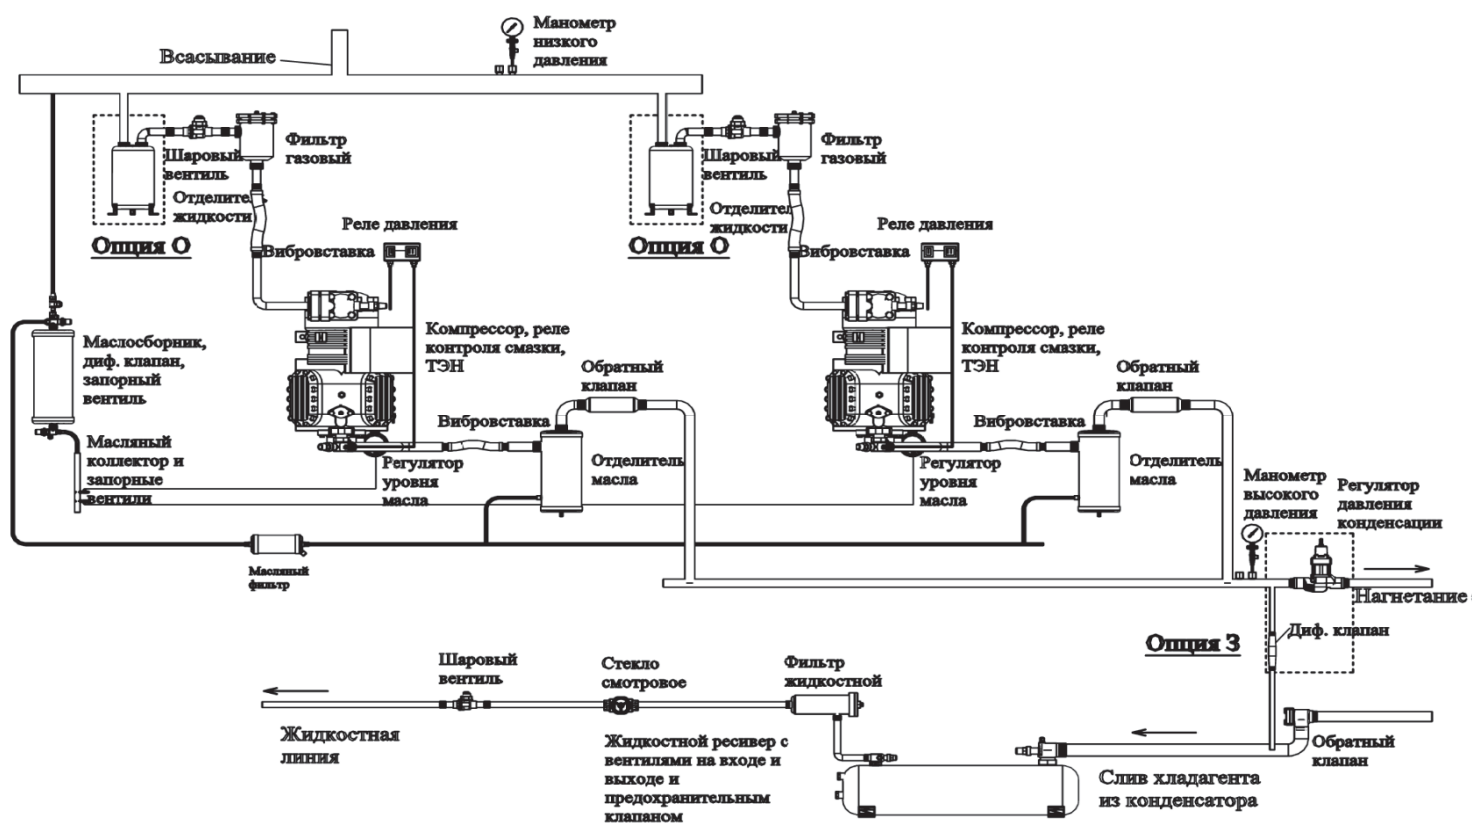 Манометр
низкого
давления
Всасывание
Фильтр
газовый
Шаровый
вентиль
Отделитель
жидкости
Опция О
Вибровставка
Реле давления
Фильтр
газовый
Шаровый
вентиль
Отделитель
жидкости
Опция О
Вибровставка
Реле давления
Маслосборник,
диф. клапан,
запорный
вентиль
Компрессор, реле
контроля смазки,
ТЭН
Обратный
клапан
Компрессор, реле
контроля смазки,
ТЭН
Обратный
клапан
Масляный
коллектор и
запорные
вентили
Вибровставка
Регулятор
уровня
масла
Отделитель
масла
Вибровставка
Регулятор
уровня
масла
Отделитель
масла
Манометр
высокого
давления
Регулятор
давления
конденсации
Масляный
фильтр
Нагнетание
Опция 3
Диф. клапан
Шаровый
вентиль
Стекло
смотровое
Фильтр
жидкостной
Жидкостная
линия
Жидкостной ресивер с
вентилями на входе и
выходе и
предохранительным
клапаном
Слив хладагента
из конденсатора
Обратный
клапан